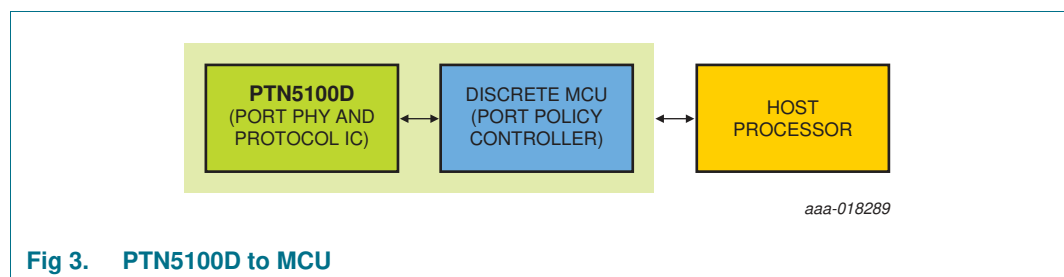 PTN5100D
(PORT PHY AND
PROTOCOL IC)
DISCRETE MCU
(PORT POLICY
CONTROLLER)
HOST
PROCESSOR
aaa-018289
Fig 3. PTN5100D to MCU